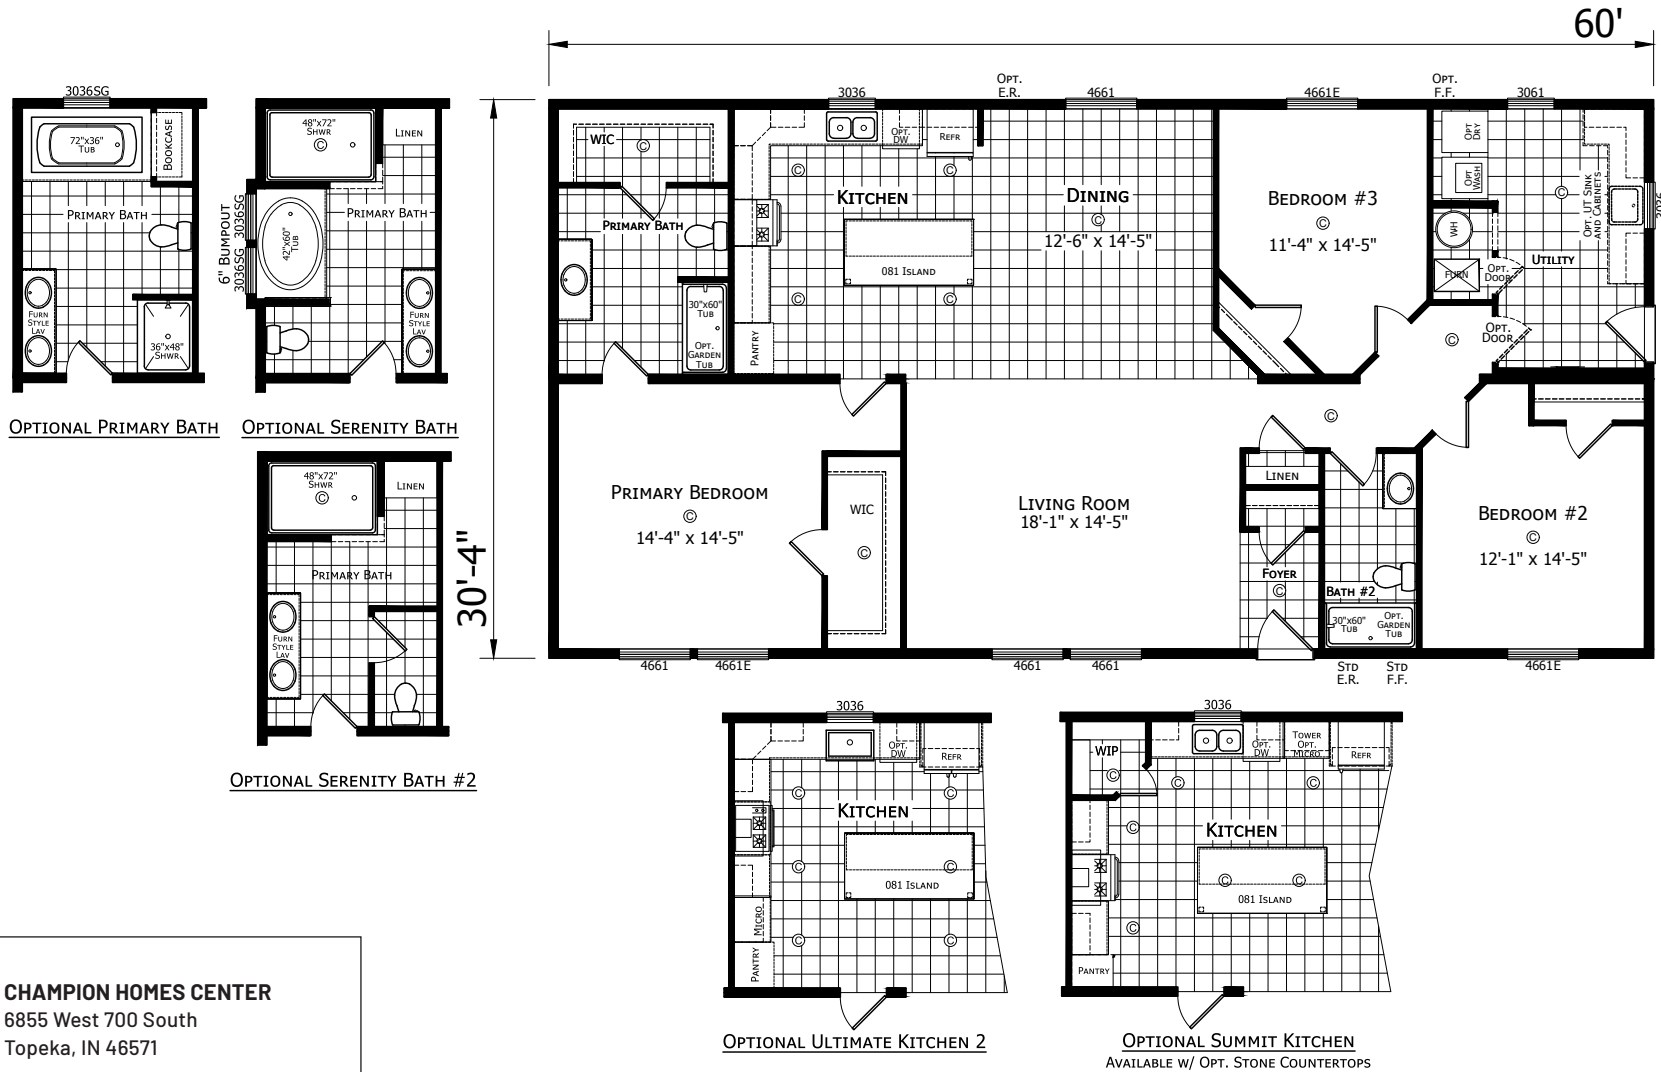 60'
30'-4"
3036SG
72"x36"
TUB
BOOKCASE
PRIMARY BATH
FURN
STYLE
LAV
36"x48"
SHWR
OPTIONAL PRIMARY BATH
48"x72"
SHWR
©
LINEN
6" BUMPOUT
3036SG 3036SG
42"x60"
TUB
PRIMARY BATH
FURN
STYLE
LAV
OPTIONAL SERENITY BATH
48"x72"
SHWR
©
LINEN
PRIMARY BATH
FURN
STYLE
LAV
OPTIONAL SERENITY BATH #2
3036
OPT.
E.R.
4661
4661E
OPT.
F.F.
3061
WIC
©
PRIMARY BATH
30"x60"
TUB
OPT.
GARDEN
TUB
OPT.
DW
REFR
©
©
KITCHEN
081 ISLAND
©
©
PANTRY
DINING
©
12'-6" x 14'-5"
BEDROOM #3
©
11'-4" x 14'-5"
OPT
DRY
OPT
WASH
WH
FURN
OPT.
DOOR
©
OPT. UT SINK
AND CABINETS
3036
UTILITY
OPT.
DOOR
©
©
PRIMARY BEDROOM
©
14'-4" x 14'-5"
WIC
©
LIVING ROOM
18'-1" x 14'-5"
LINEN
FOYER
©
BATH #2
30"x60"
TUB
OPT.
GARDEN
TUB
BEDROOM #2
©
12'-1" x 14'-5"
4661
4661E
4661
4661
STD
E.R.
STD
F.F.
4661E
3036
OPT.
DW
REFR
©
©
KITCHEN
©
©
081 ISLAND
MICRO
PANTRY
©
©
OPTIONAL ULTIMATE KITCHEN 2
3036
WIP
©
OPT.
DW
TOWER
OPT.
MICRO
REFR
©
©
©
KITCHEN
©
©
081 ISLAND
©
PANTRY
OPTIONAL SUMMIT KITCHEN
AVAILABLE W/ OPT. STONE COUNTERTOPS
CHAMPION HOMES CENTER
6855 West 700 South
Topeka, IN 46571